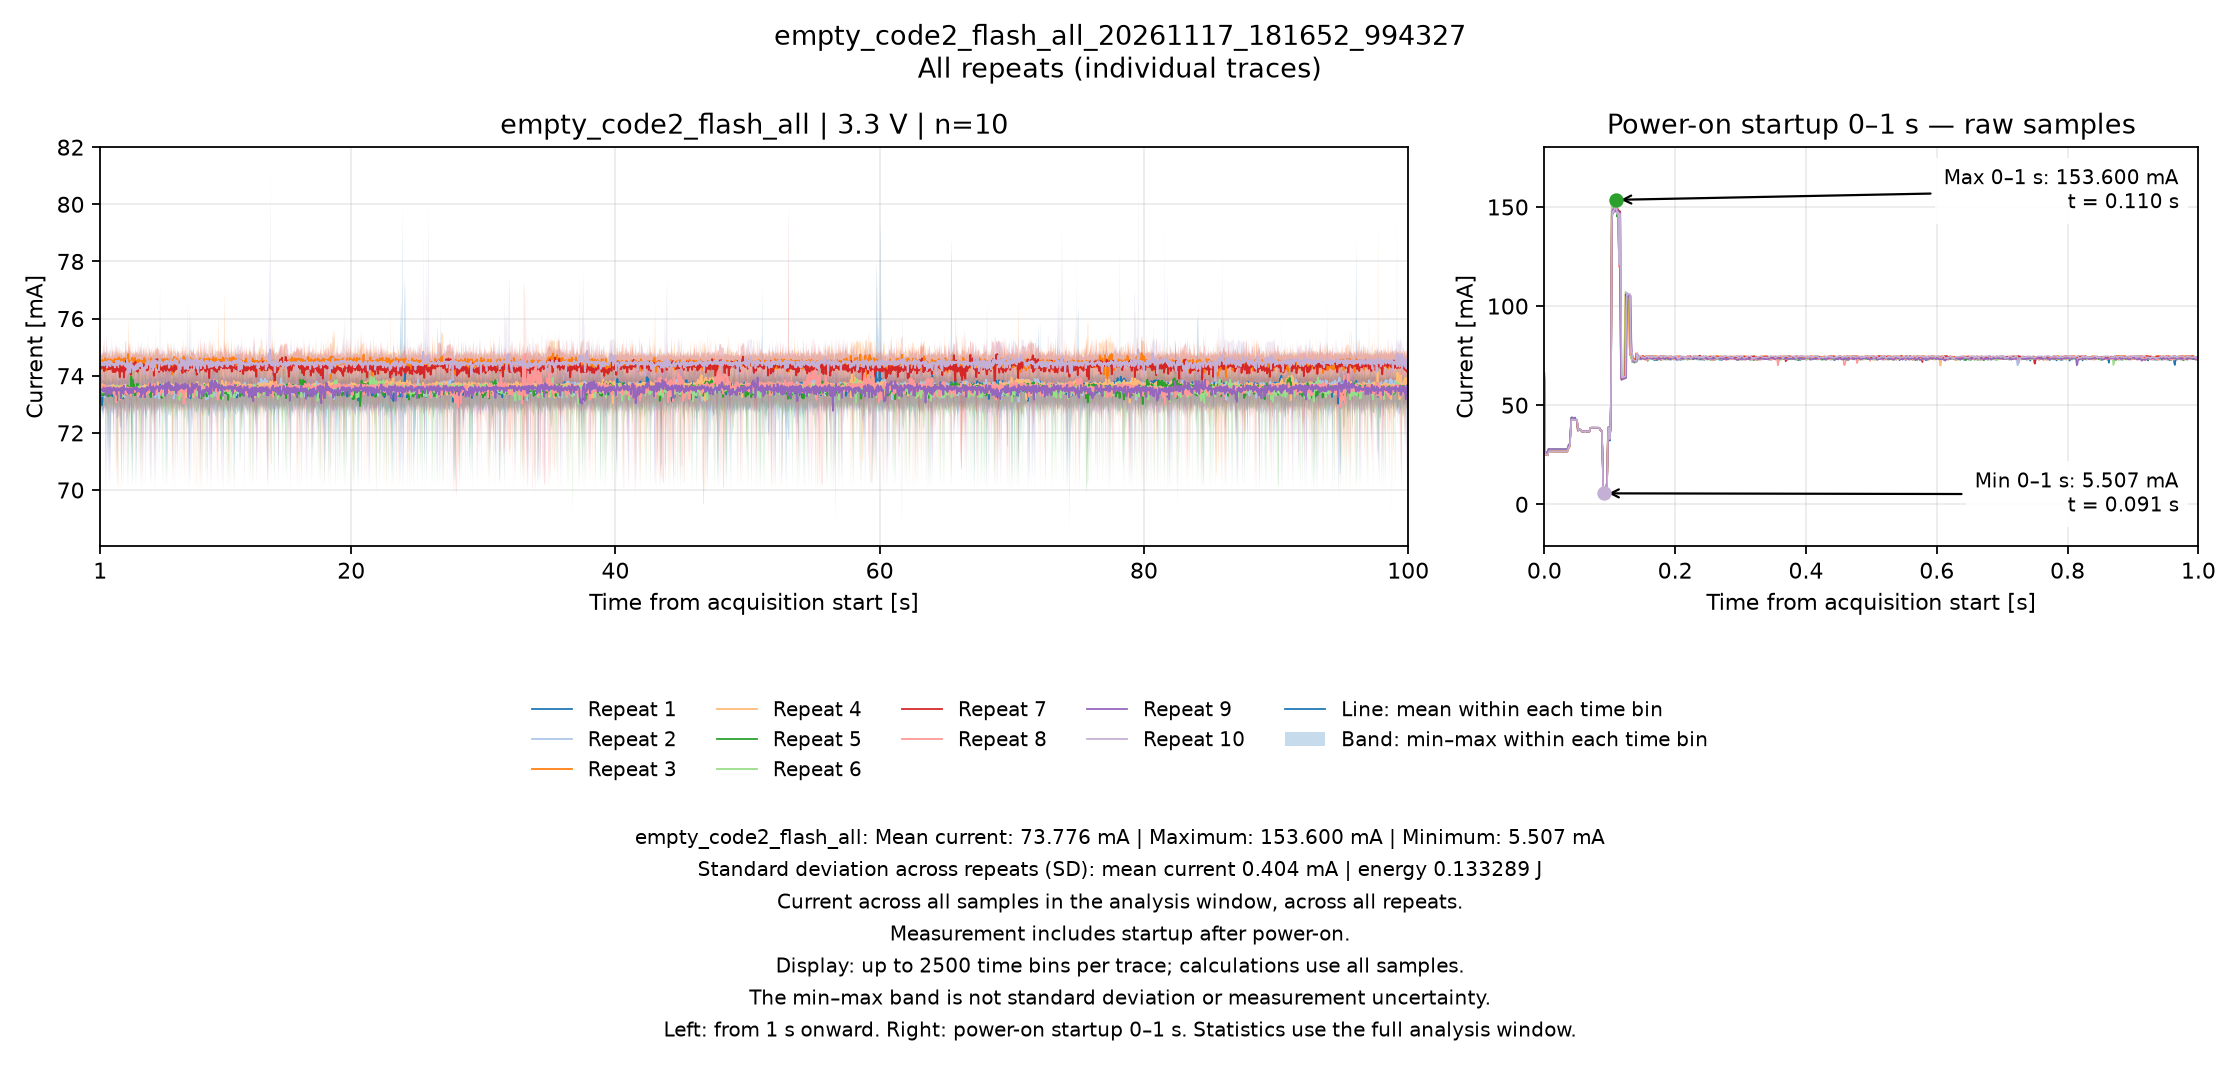 empty_code2_flash_all_20261117_181652_994327
All repeats (individual traces)
empty_code2_flash_all | 3.3 V | n=10
82
80
78
76
74
72
70
Current [mA]
1
20
40
60
80
100
Time from acquisition start [s]
Power-on startup 0–1 s — raw samples
150
100
50
0
Current [mA]
Max 0–1 s: 153.600 mA
t = 0.110 s
Min 0–1 s: 5.507 mA
t = 0.091 s
0.0
0.2
0.4
0.6
0.8
1.0
Time from acquisition start [s]
Repeat 1
Repeat 2
Repeat 3
Repeat 4
Repeat 5
Repeat 6
Repeat 7
Repeat 8
Repeat 9
Repeat 10
Line: mean within each time bin
Band: min–max within each time bin
empty_code2_flash_all: Mean current: 73.776 mA | Maximum: 153.600 mA | Minimum: 5.507 mA
Standard deviation across repeats (SD): mean current 0.404 mA | energy 0.133289 J
Current across all samples in the analysis window, across all repeats.
Measurement includes startup after power-on.
Display: up to 2500 time bins per trace; calculations use all samples.
The min–max band is not standard deviation or measurement uncertainty.
Left: from 1 s onward. Right: power-on startup 0–1 s. Statistics use the full analysis window.